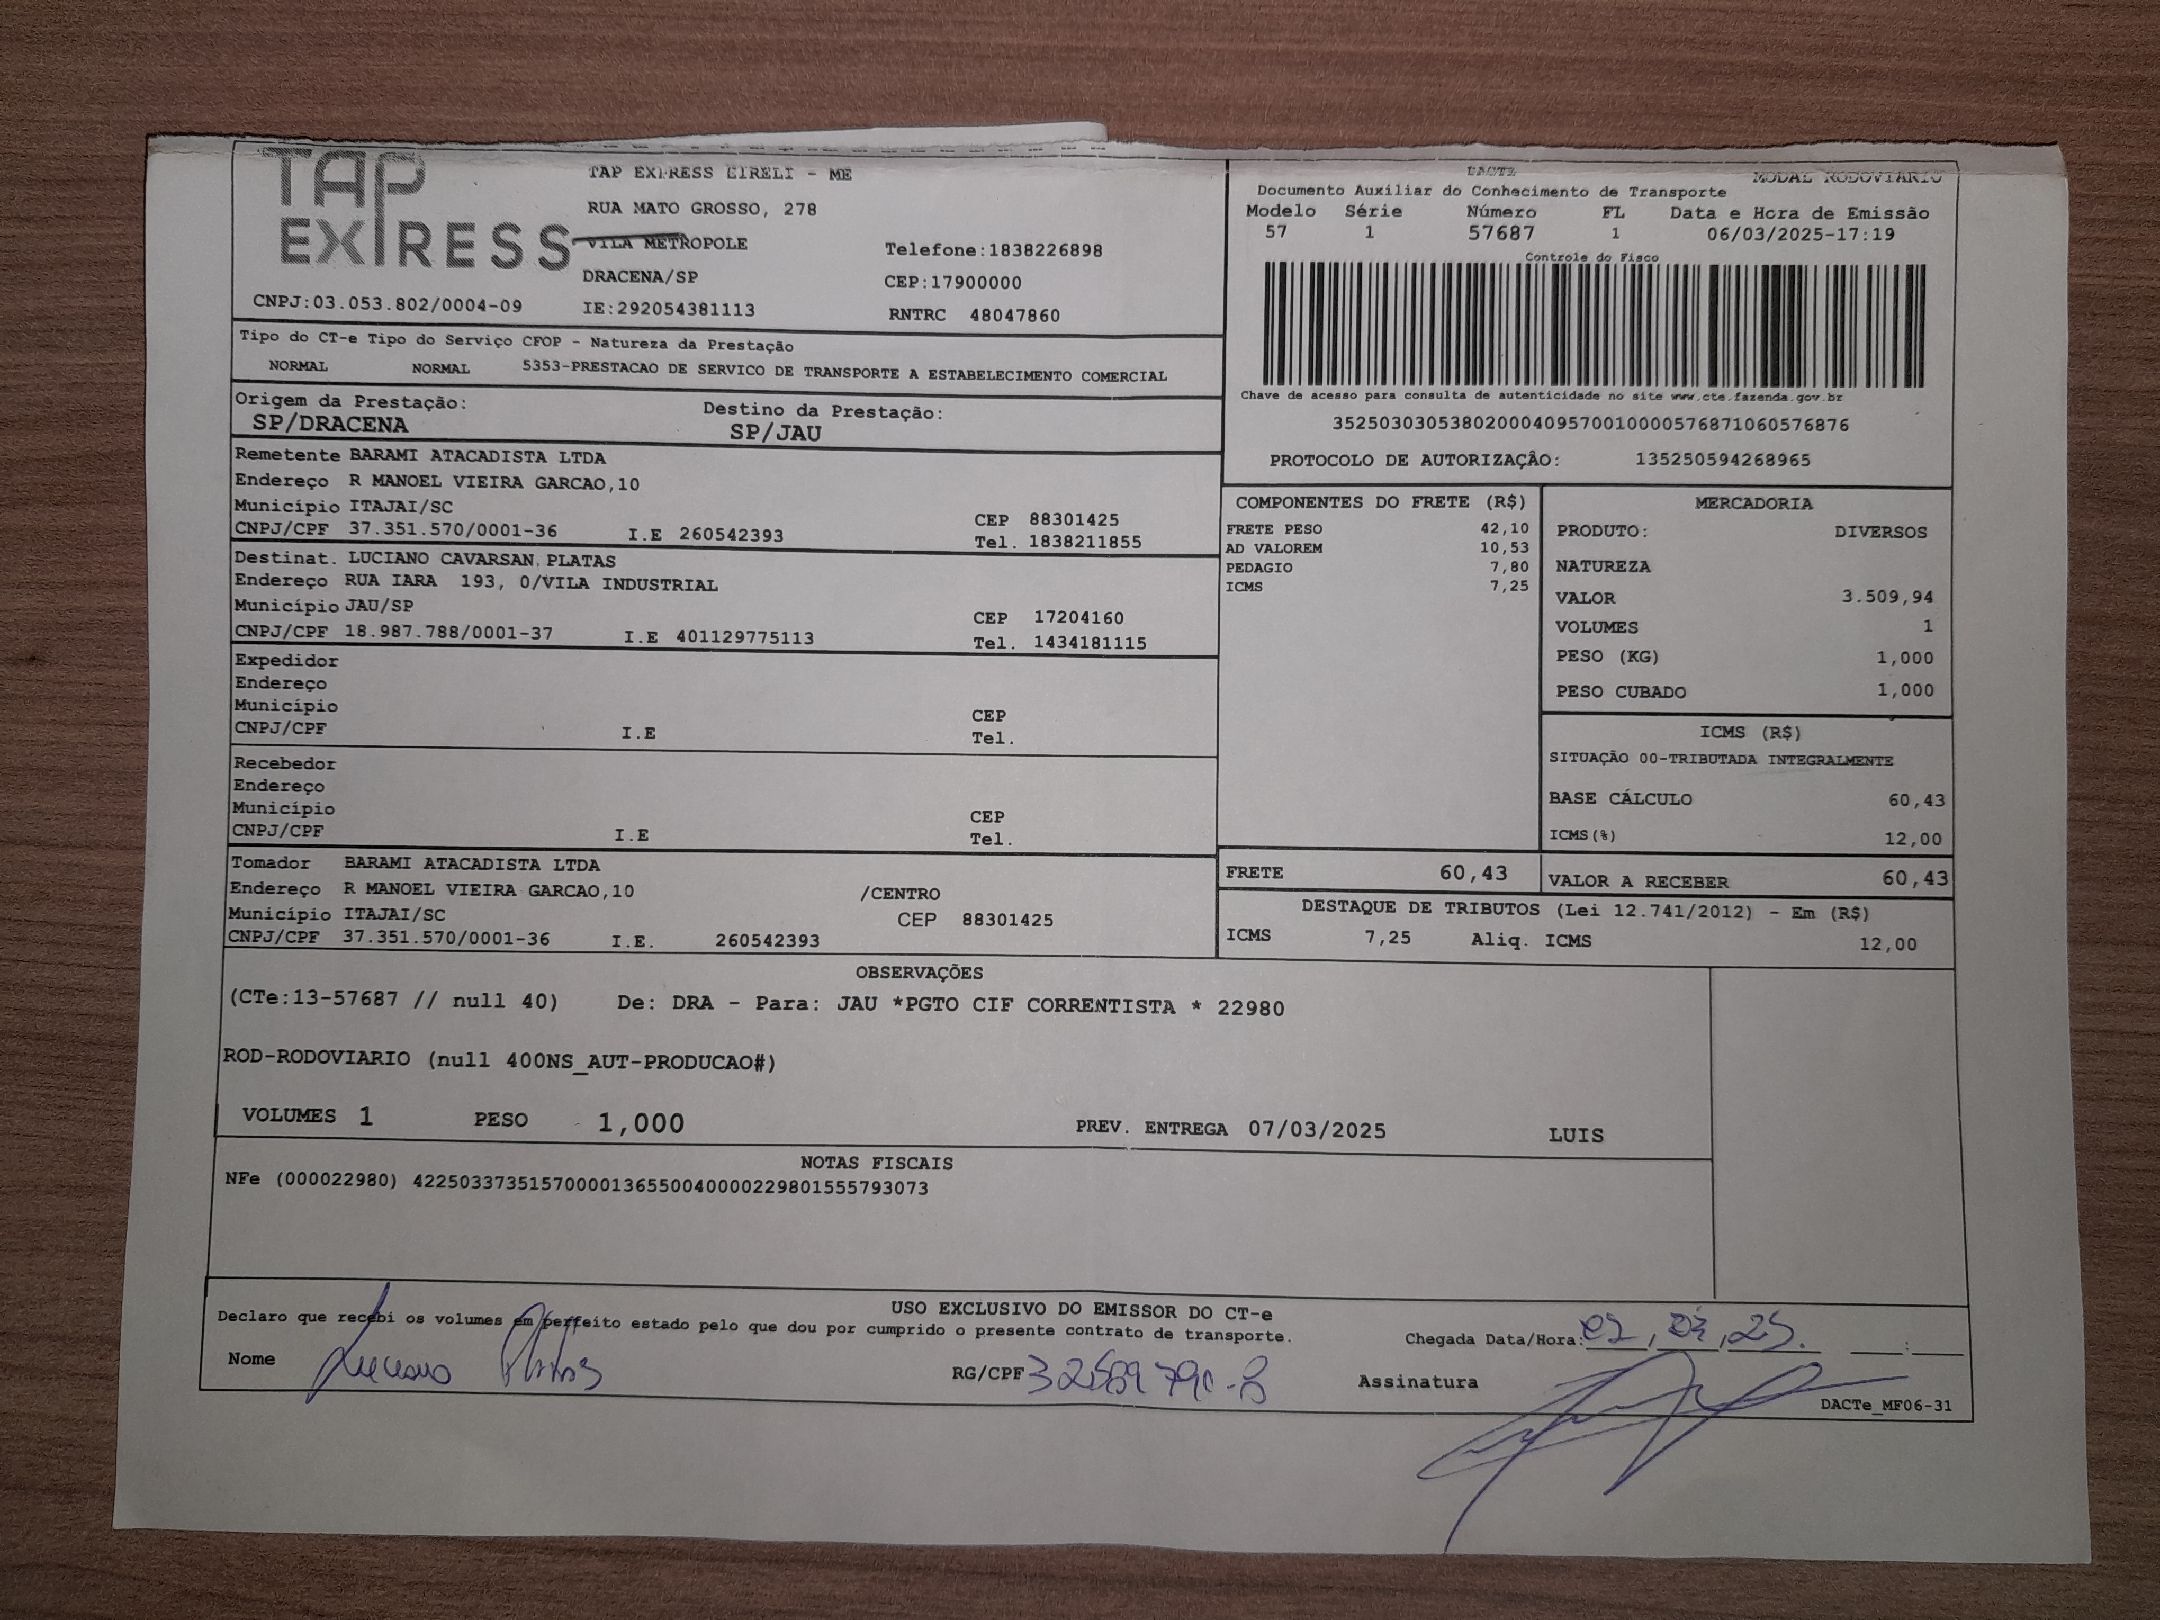 TAP
EXPRESS
TAP EXPRESS EIRELI - ME
RUA MATO GROSSO, 278
VILA METROPOLE
Telefone:1838226898
DRACENA/SP
CEP:17900000
CNPJ:03.053.802/0004-09
IE:292054381113
RNTRC 48047860
DACTE
MODAL RODOVIARIO
Documento Auxiliar do Conhecimento de Transporte
Modelo Série Número FL Data e Hora de Emissão
57 1 57687 1 06/03/2025-17:19
Controle do Fisco
Chave de acesso para consulta de autenticidade no site www.cte.fazenda.gov.br
35250303053802000409570010000576871060576876
PROTOCOLO DE AUTORIZAÇÃO: 135250594268965
Tipo do CT-e Tipo do Serviço CFOP - Natureza da Prestação
NORMAL NORMAL 5353-PRESTACAO DE SERVICO DE TRANSPORTE A ESTABELECIMENTO COMERCIAL
Origem da Prestação: Destino da Prestação:
SP/DRACENA SP/JAU
Remetente BARAMI ATACADISTA LTDA
Endereço R MANOEL VIEIRA GARCAO,10
Município ITAJAI/SC CEP 88301425
CNPJ/CPF 37.351.570/0001-36 I.E 260542393 Tel. 1838211855
Destinat. LUCIANO CAVARSAN PLATAS
Endereço RUA IARA 193, 0/VILA INDUSTRIAL
Município JAU/SP CEP 17204160
CNPJ/CPF 18.987.788/0001-37 I.E 401129775113 Tel. 1434181115
Expedidor
Endereço
Município CEP
CNPJ/CPF I.E Tel.
Recebedor
Endereço
Município CEP
CNPJ/CPF I.E Tel.
Tomador BARAMI ATACADISTA LTDA
Endereço R MANOEL VIEIRA GARCAO,10 /CENTRO
Município ITAJAI/SC CEP 88301425
CNPJ/CPF 37.351.570/0001-36 I.E. 260542393
COMPONENTES DO FRETE (R$)
FRETE PESO 42,10
AD VALOREM 10,53
PEDAGIO 7,80
ICMS 7,25
MERCADORIA
PRODUTO: DIVERSOS
NATUREZA
VALOR 3.509,94
VOLUMES 1
PESO (KG) 1,000
PESO CUBADO 1,000
ICMS (R$)
SITUAÇÃO 00-TRIBUTADA INTEGRALMENTE
BASE CÁLCULO 60,43
ICMS(%) 12,00
FRETE 60,43 VALOR A RECEBER 60,43
DESTAQUE DE TRIBUTOS (Lei 12.741/2012) - Em (R$)
ICMS 7,25 Aliq. ICMS 12,00
OBSERVAÇÕES
(CTe:13-57687 // null 40) De: DRA - Para: JAU *PGTO CIF CORRENTISTA * 22980
ROD-RODOVIARIO (null 400NS_AUT-PRODUCAO#)
VOLUMES 1 PESO 1,000 PREV. ENTREGA 07/03/2025 LUIS
NOTAS FISCAIS
NFe (000022980) 42250337351570000136550040000229801555793073
USO EXCLUSIVO DO EMISSOR DO CT-e
Declaro que recebi os volumes em perfeito estado pelo que dou por cumprido o presente contrato de transporte.
Chegada Data/Hora:
Nome Luciano Platas RG/CPF Assinatura
DACTe_MF06-31